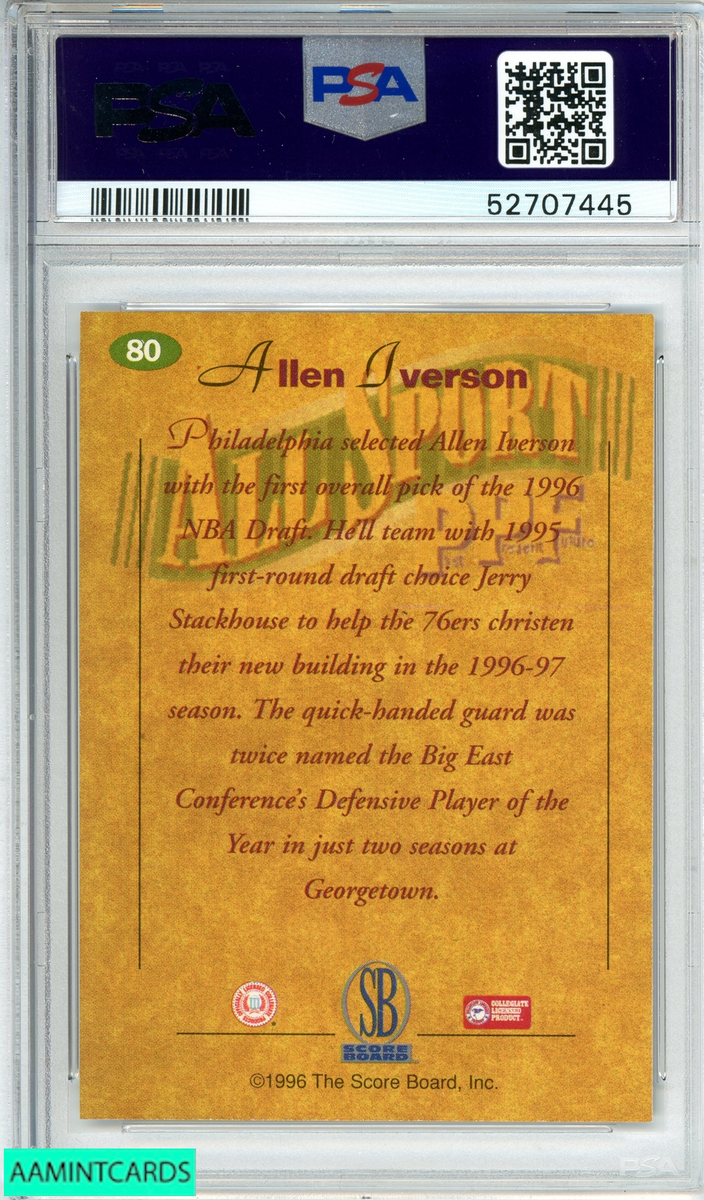 PSA
PSA
52707445
80
Allen Iverson
ALL SPORT
PPF
Philadelphia selected Allen Iverson
with the first overall pick of the 1996
NBA Draft. He'll team with 1995
first-round draft choice Jerry
Stackhouse to help the 76ers christen
their new building in the 1996-97
season. The quick-handed guard was
twice named the Big East
Conference's Defensive Player of the
Year in just two seasons at
Georgetown.
SB
SCORE
BOARD
COLLEGIATE
LICENSED
PRODUCT
©1996 The Score Board, Inc.
AAMINTCARDS